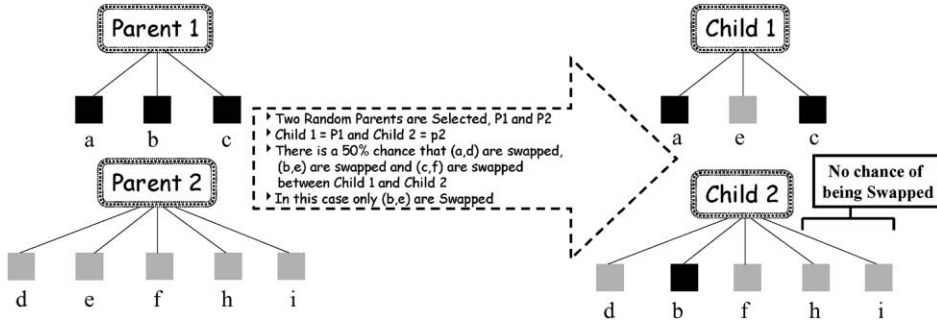 Parent 1
a b c
Parent 2
d e f h i
▸ Two Random Parents are Selected, P1 and P2
▸ Child 1 = P1 and Child 2 = p2
▸ There is a 50% chance that (a,d) are swapped,
(b,e) are swapped and (c,f) are swapped
between Child 1 and Child 2
▸ In this case only (b,e) are Swapped
Child 1
a e c
Child 2
No chance of
being Swapped
d b f h i